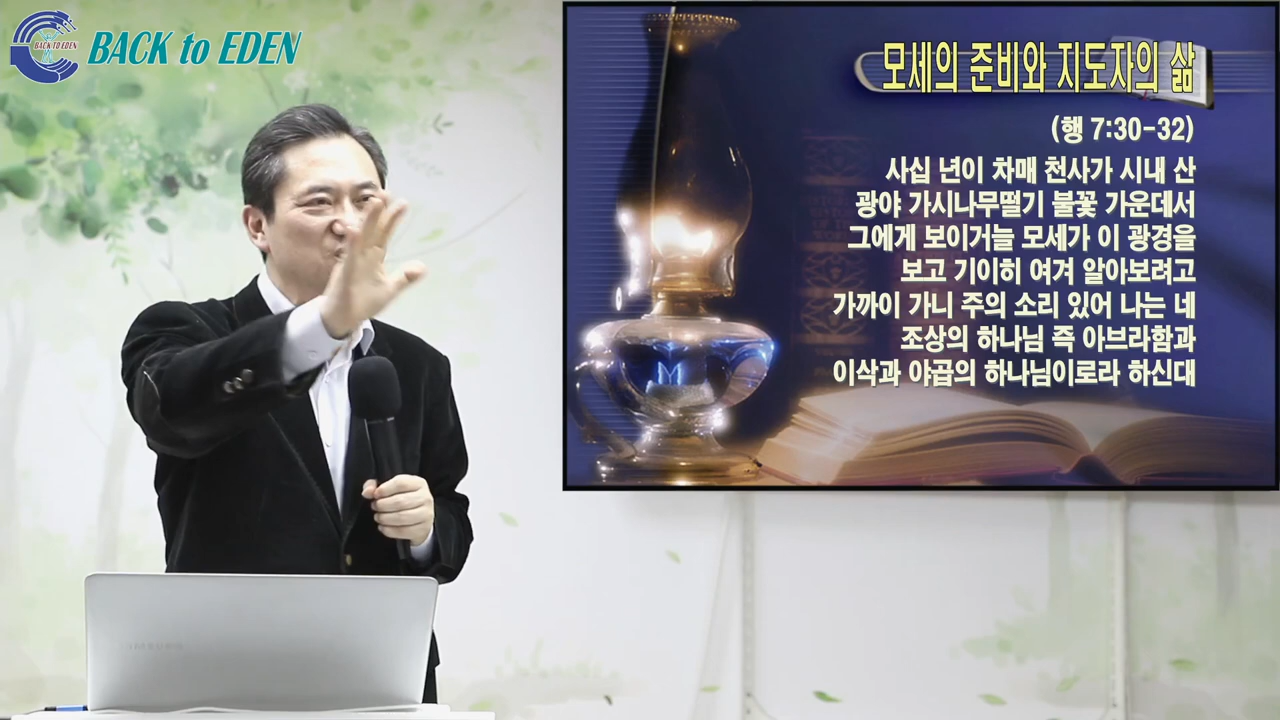 BACK TO EDEN
BACK to EDEN
모세의 준비와 지도자의 삶
(행 7:30-32)
사십 년이 차매 천사가 시내 산
광야 가시나무떨기 불꽃 가운데서
그에게 보이거늘 모세가 이 광경을
보고 기이히 여겨 알아보려고
가까이 가니 주의 소리 있어 나는 네
조상의 하나님 즉 아브라함과
이삭과 야곱의 하나님이로라 하신대